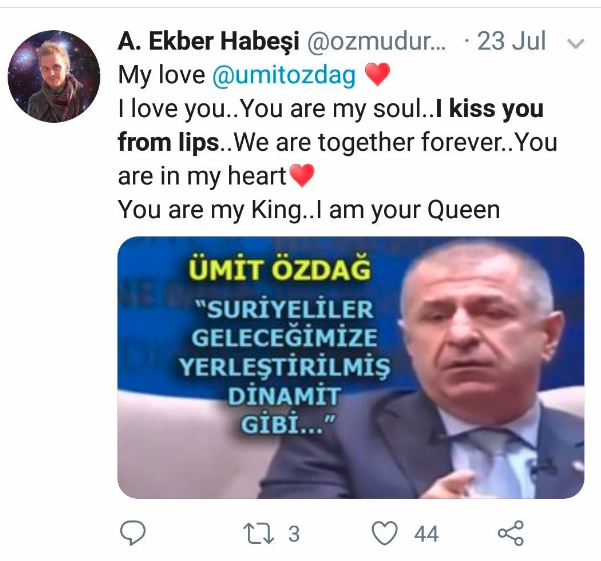 A. Ekber Habeşi @ozmudur... · 23 Jul
My love @umitozdag ❤️
I love you..You are my soul..I kiss you
from lips..We are together forever..You
are in my heart❤️
You are my King..I am your Queen
ÜMİT ÖZDAĞ
"SURİYELİLER
GELECEĞİMİZE
YERLEŞTİRİLMİŞ
DİNAMİT
GİBİ..."
3 44